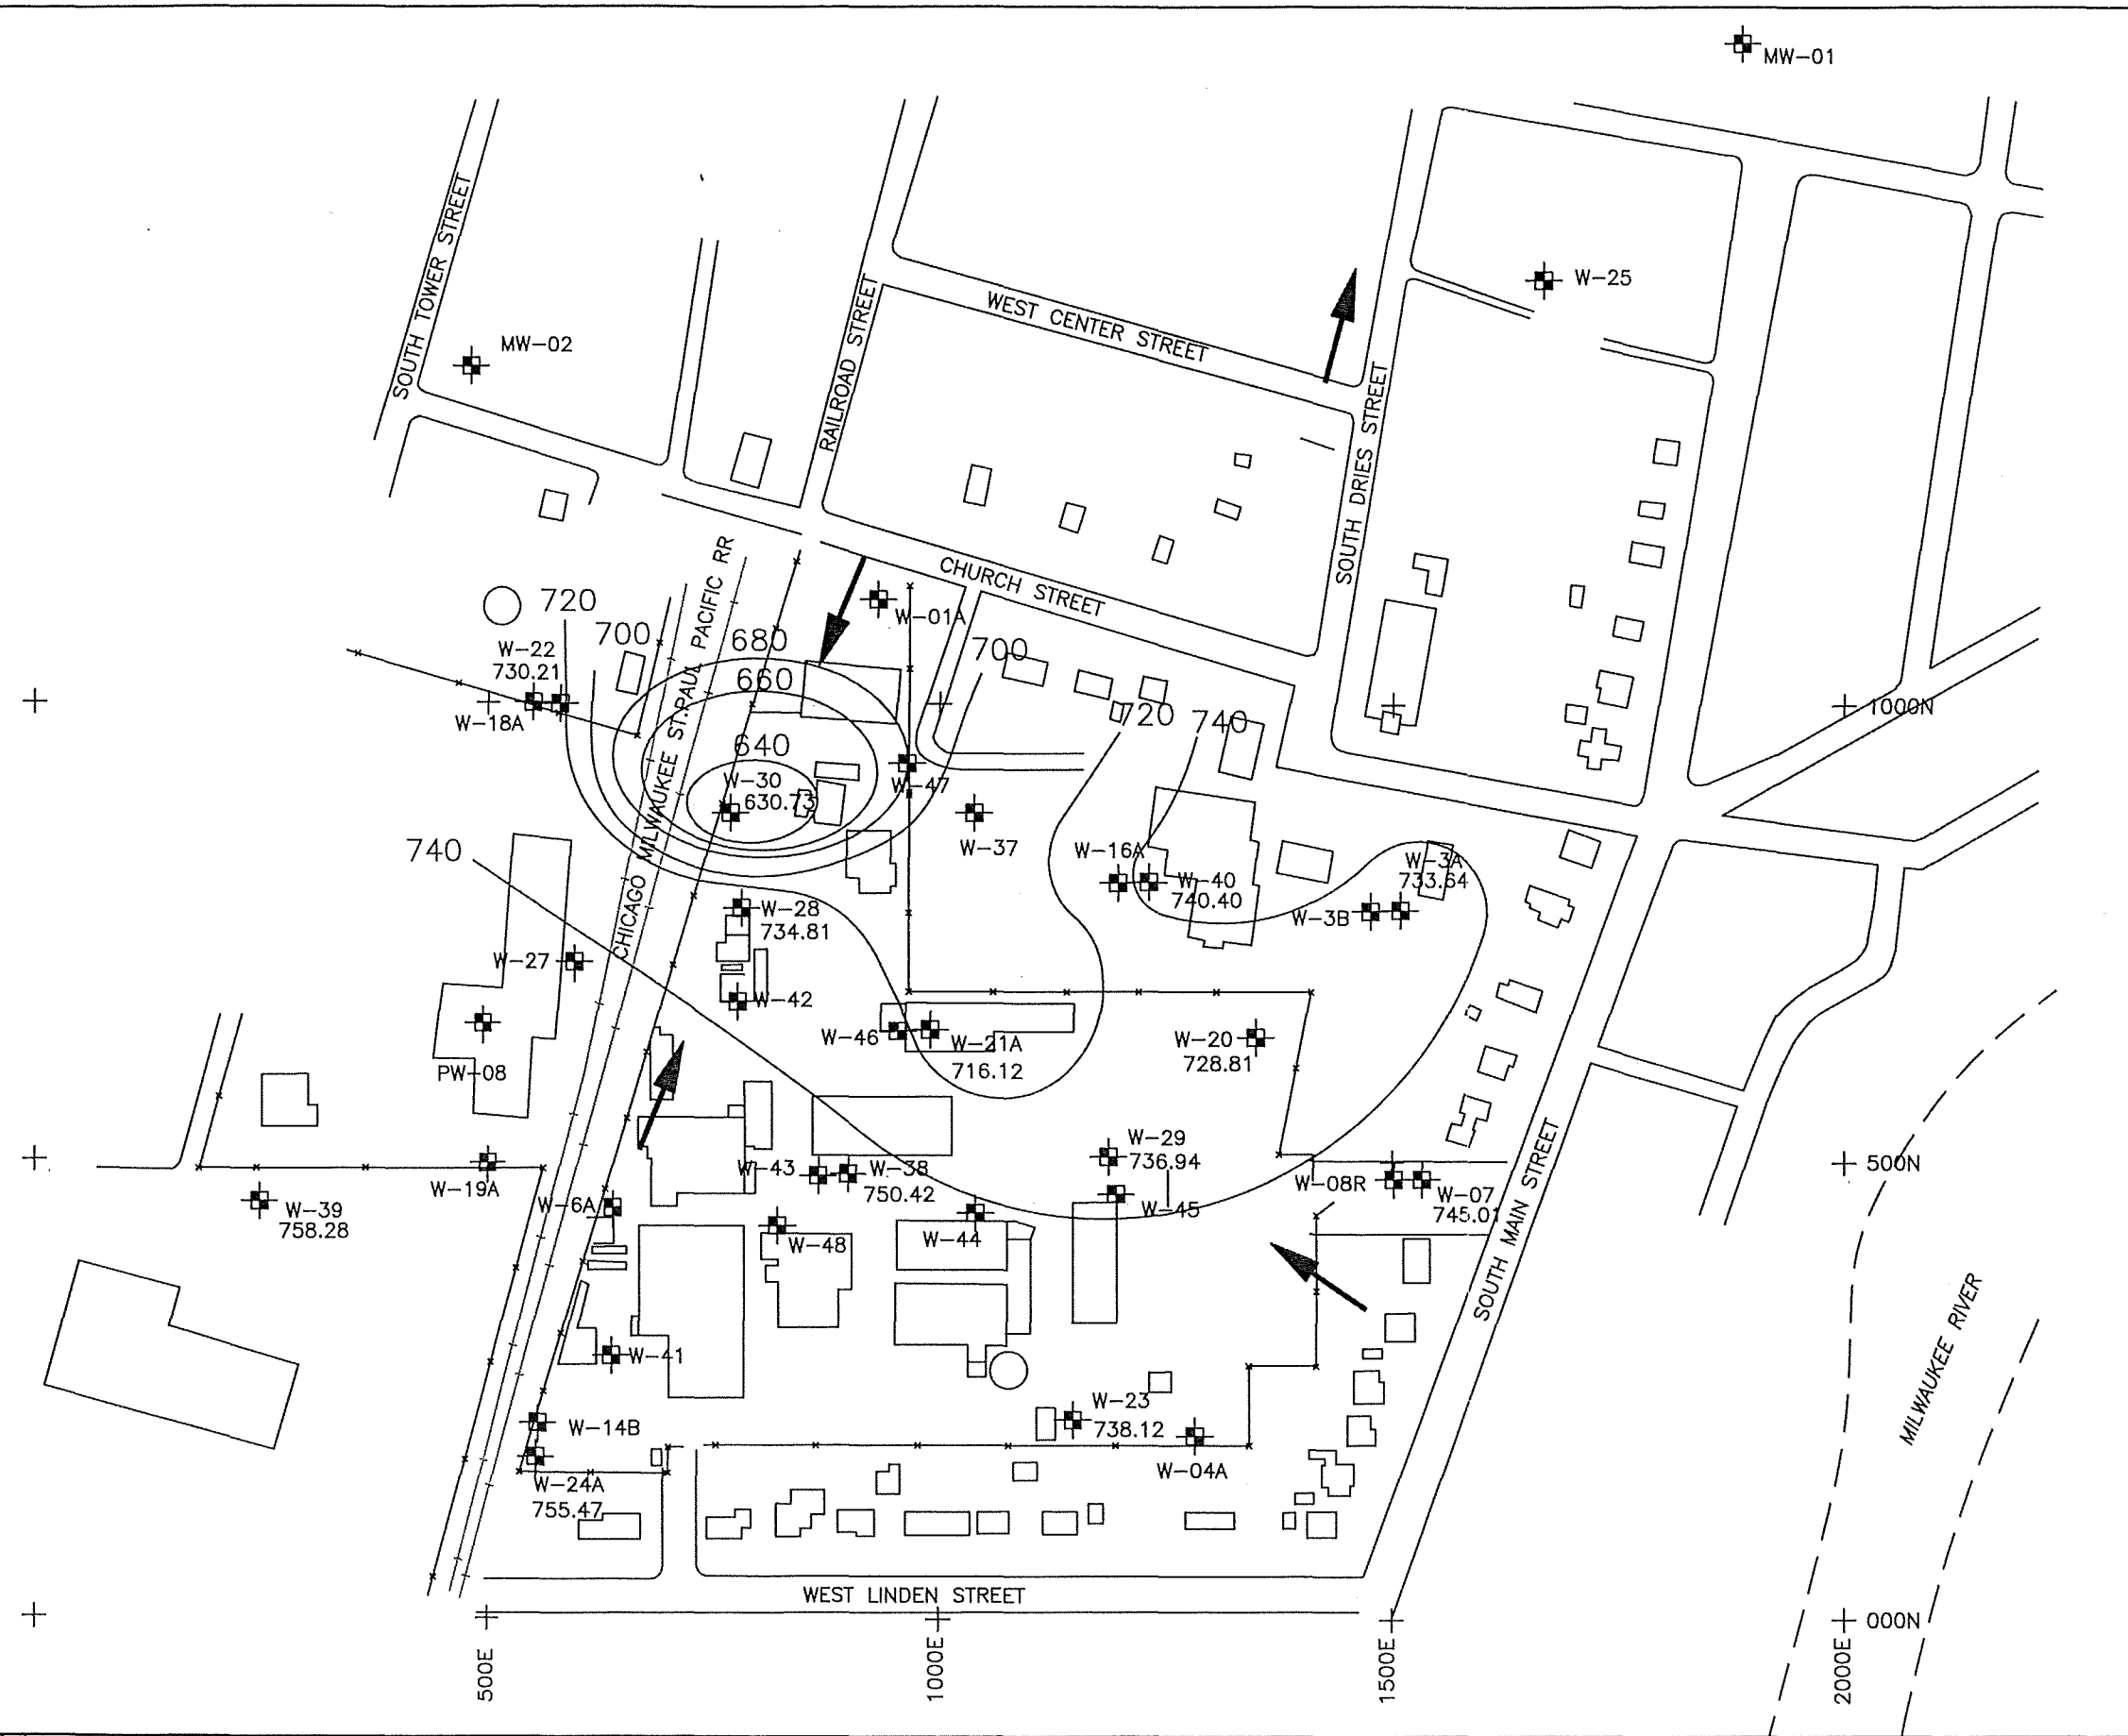 MW-01
SOUTH TOWER STREET
W-25
RAILROAD STREET
WEST CENTER STREET
MW-02
SOUTH DRIES STREET
CHICAGO MILWAUKEE ST.PAUL PACIFIC RR
CHURCH STREET
720
W-01A
700
680
700
W-22
730.21
660
W-18A
720
740
1000N
640
W-30
630.73
W-47
740
W-37
W-16A
W-3A
733.64
W-40
740.40
W-28
734.81
W-3B
W-27
W-42
W-46
W-21A
716.12
W-20
728.81
PW-08
W-29
736.94
W-43
W-38
750.42
500N
W-19A
W-08R
W-07
745.01
W-39
758.28
W-6A
W-45
W-48
W-44
SOUTH MAIN STREET
MILWAUKEE RIVER
W-41
W-23
738.12
W-14B
W-04A
W-24A
755.47
WEST LINDEN STREET
000N
500E
1000E
1500E
2000E